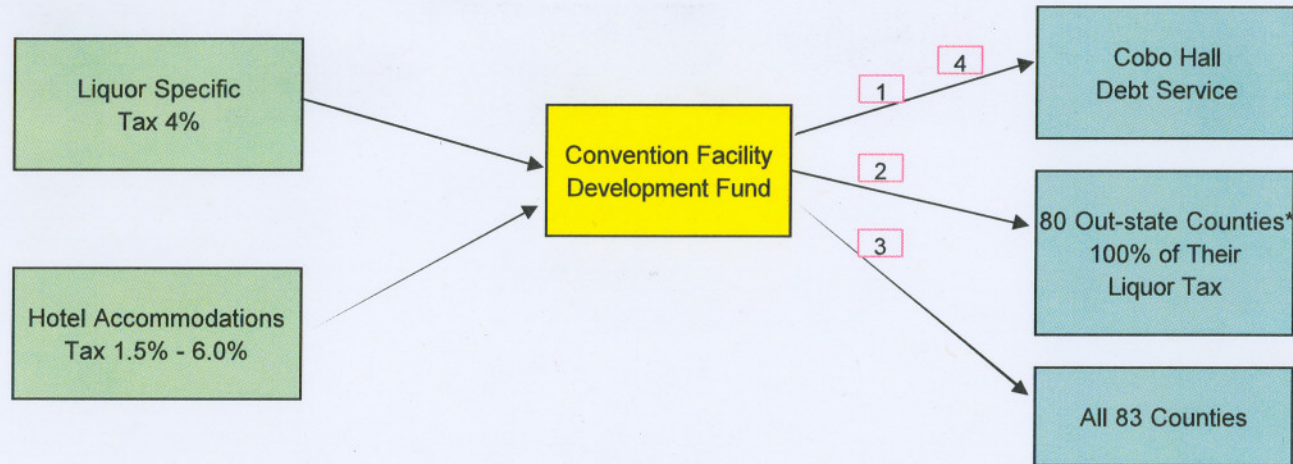 Liquor Specific
Tax 4%
Hotel Accommodations
Tax 1.5% - 6.0%
Convention Facility
Development Fund
1
4
2
3
Cobo Hall
Debt Service
80 Out-state Counties*
100% of Their
Liquor Tax
All 83 Counties